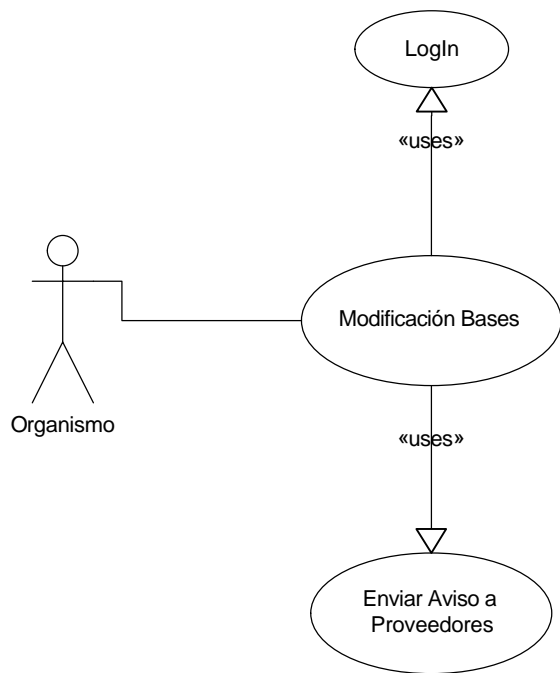 LogIn
«uses»
Modificación Bases
Organismo
«uses»
Enviar Aviso a
Proveedores